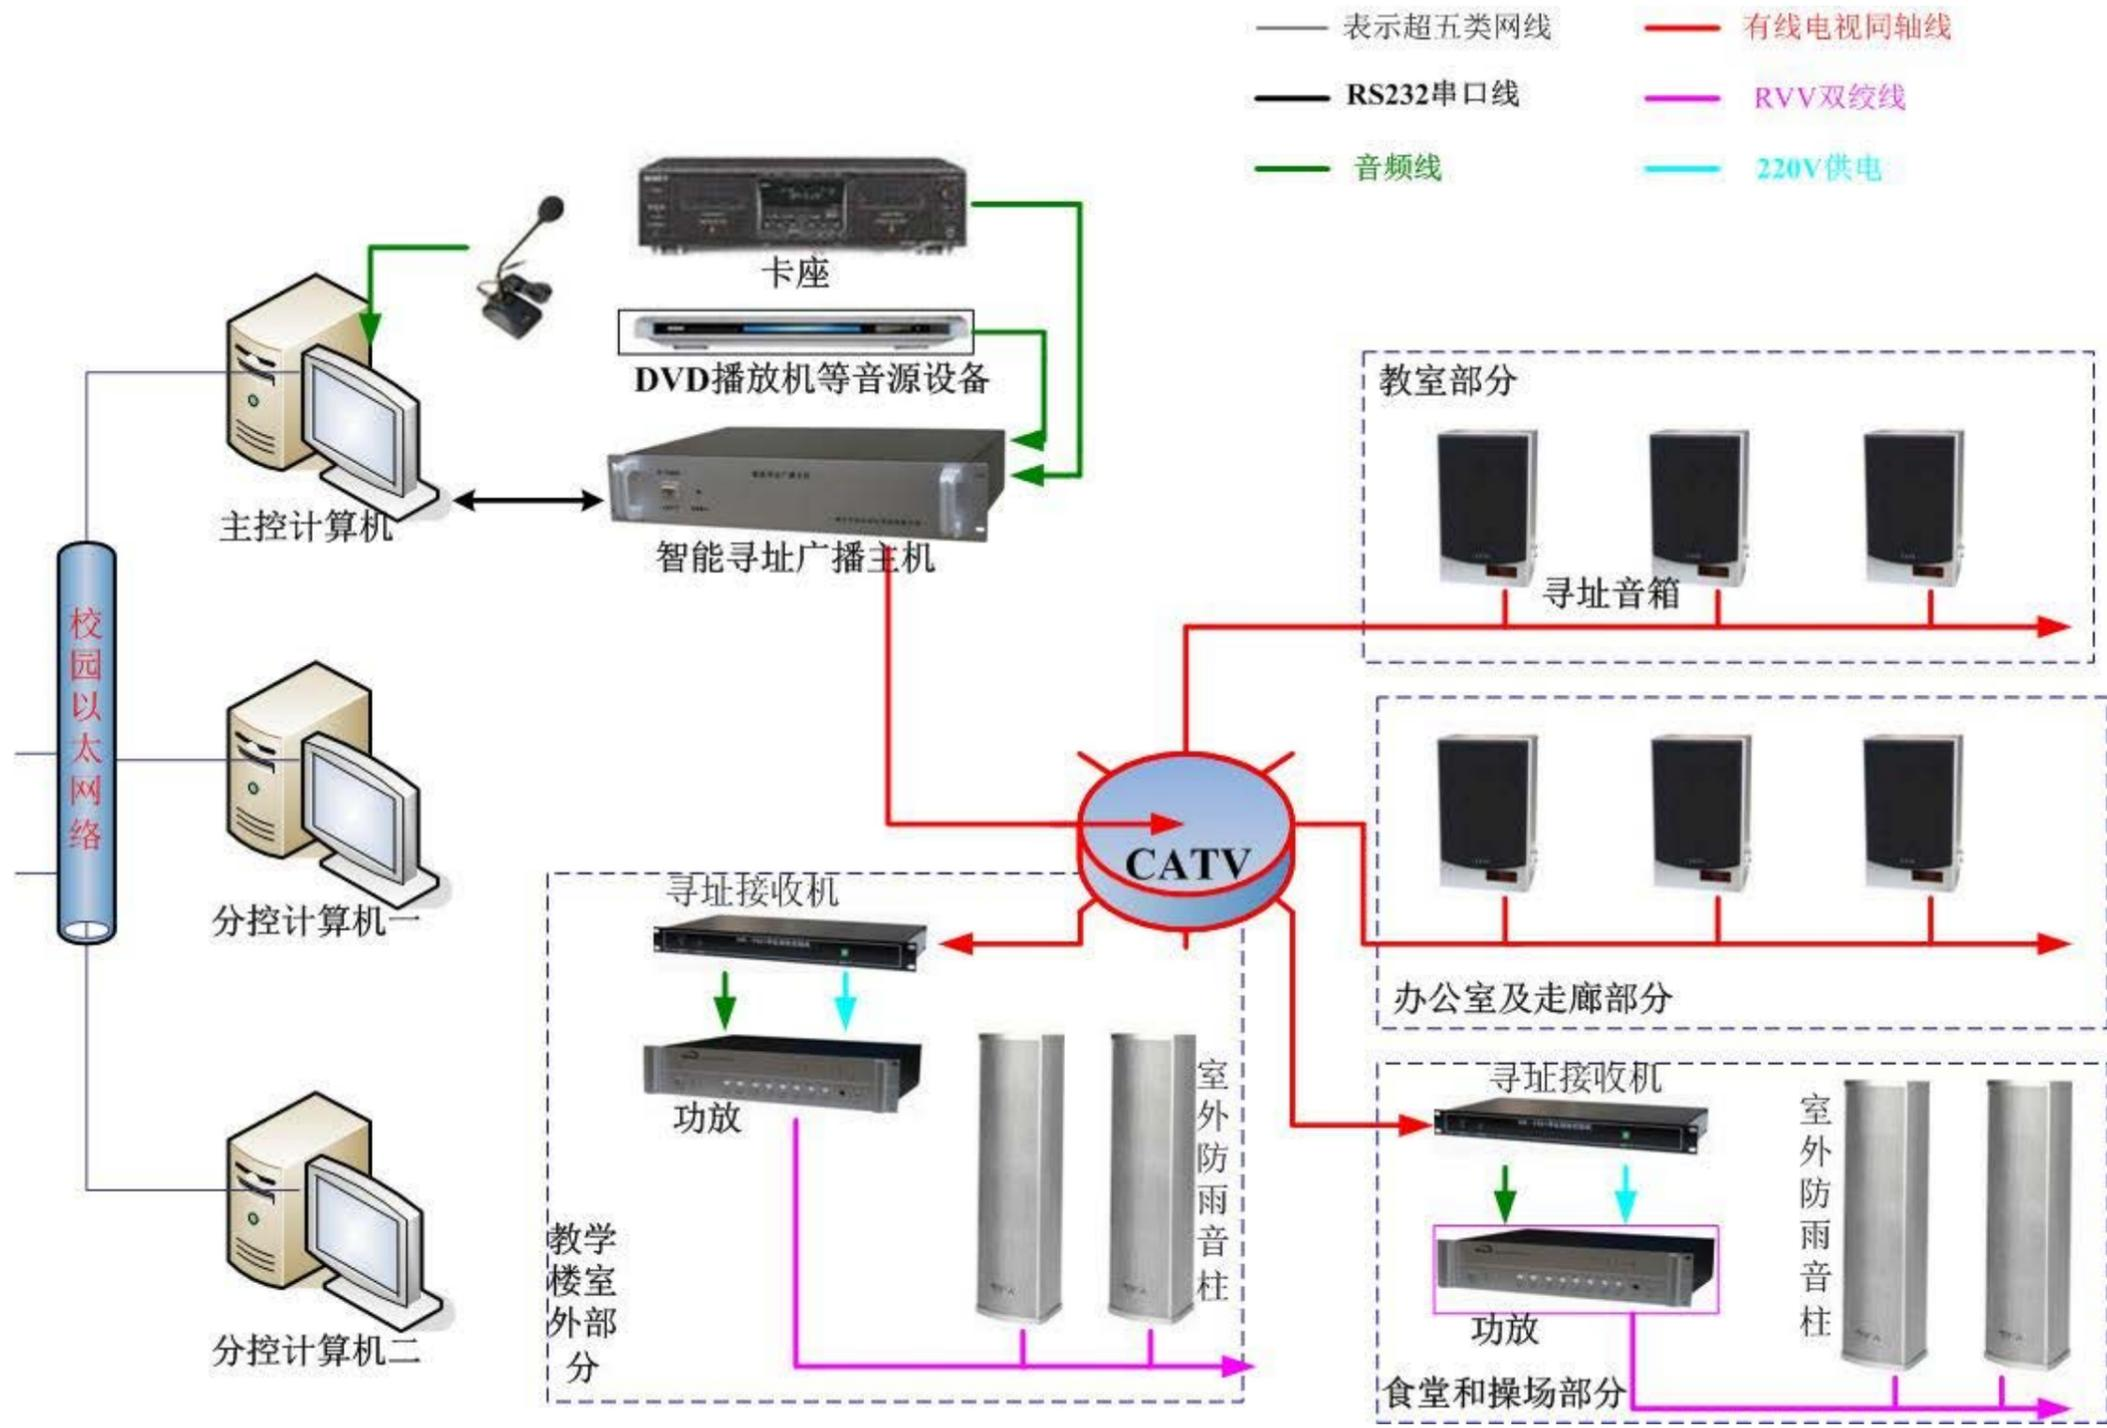 表示超五类网线
有线电视同轴线
RS232串口线
RVV双绞线
音频线
220V供电
卡座
DVD播放机等音源设备
主控计算机
智能寻址广播主机
校园以太网络
分控计算机一
分控计算机二
教室部分
寻址音箱
CATV
办公室及走廊部分
寻址接收机
功放
室外防雨音柱
教学
楼室
外部
分
寻址接收机
功放
室外防雨音柱
食堂和操场部分